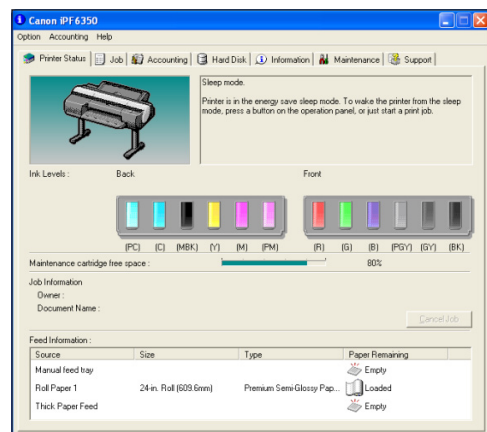 Canon iPF6350
Option Accounting Help
Printer Status Job Accounting Hard Disk Information Maintenance Support
Sleep mode.
Printer is in the energy save sleep mode. To wake the printer from the sleep
mode, press a button on the operation panel, or just start a print job.
Ink Levels : Back Front
(PC) (C) (MBK) (Y) (M) (PM) (R) (G) (B) (PGY) (GY) (BK)
Maintenance cartridge free space : 80%
Job Information
Owner :
Document Name :
Cancel Job
Feed Information :
Source Size Type Paper Remaining
Manual feed tray Empty
Roll Paper 1 24-in. Roll (609.6mm) Premium Semi-Glossy Pap... Loaded
Thick Paper Feed Empty